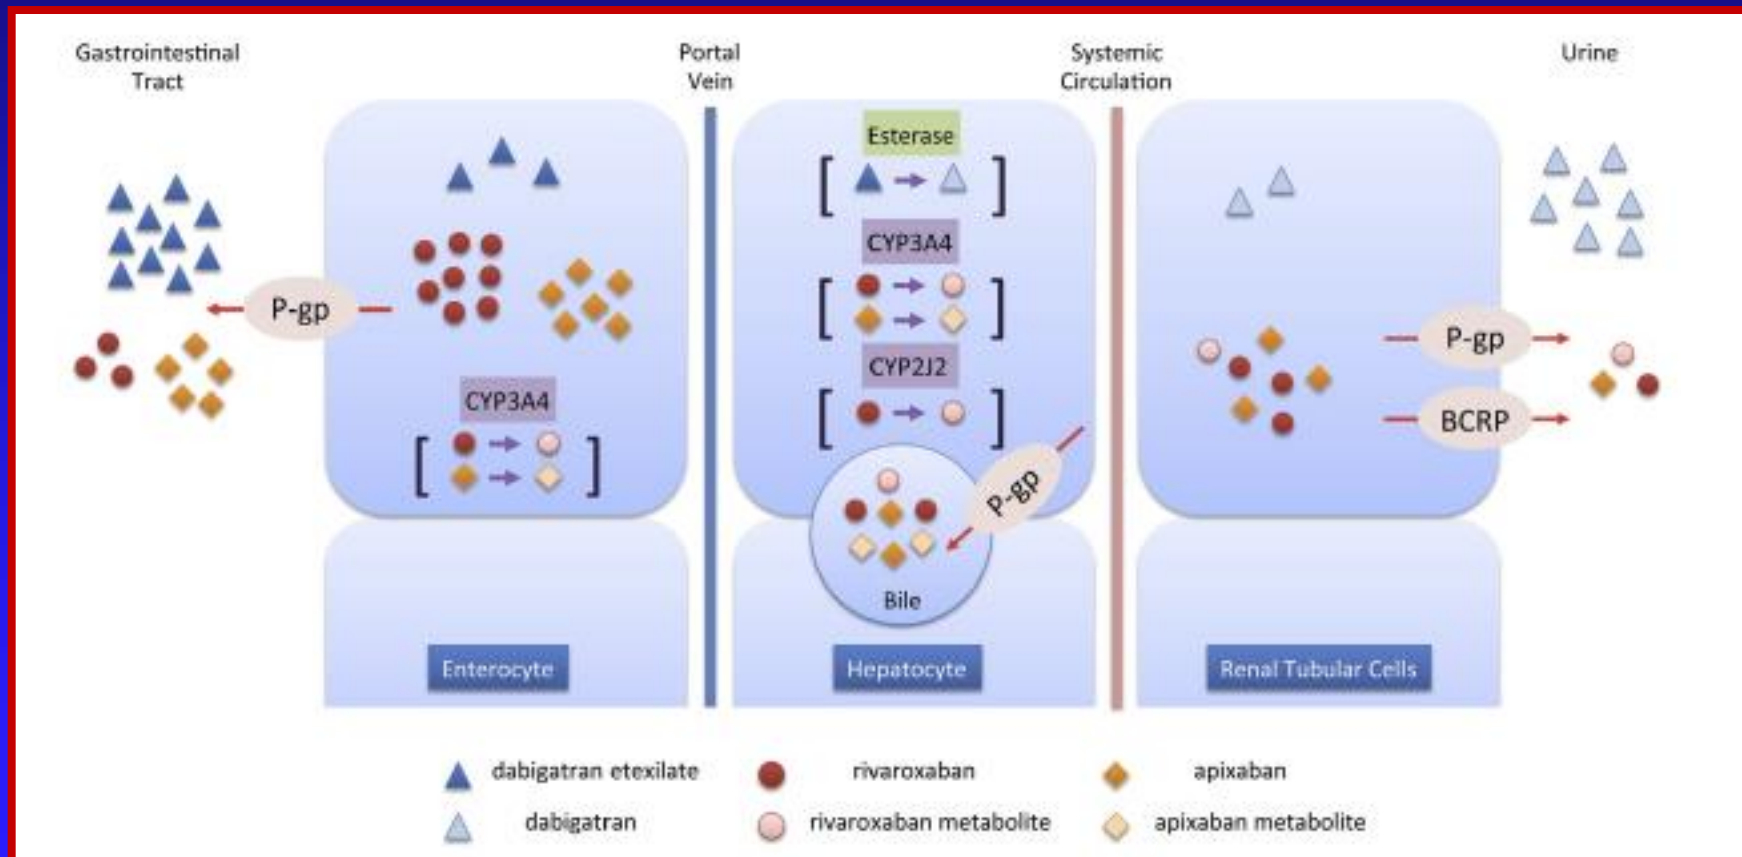 Gastrointestinal
Tract
Portal
Vein
Systemic
Circulation
Urine
Esterase
CYP3A4
P-gp
CYP2J2
P-gp
CYP3A4
BCRP
P-gp
Bile
Enterocyte
Hepatocyte
Renal Tubular Cells
dabigatran etexilate
rivaroxaban
apixaban
dabigatran
rivaroxaban metabolite
apixaban metabolite